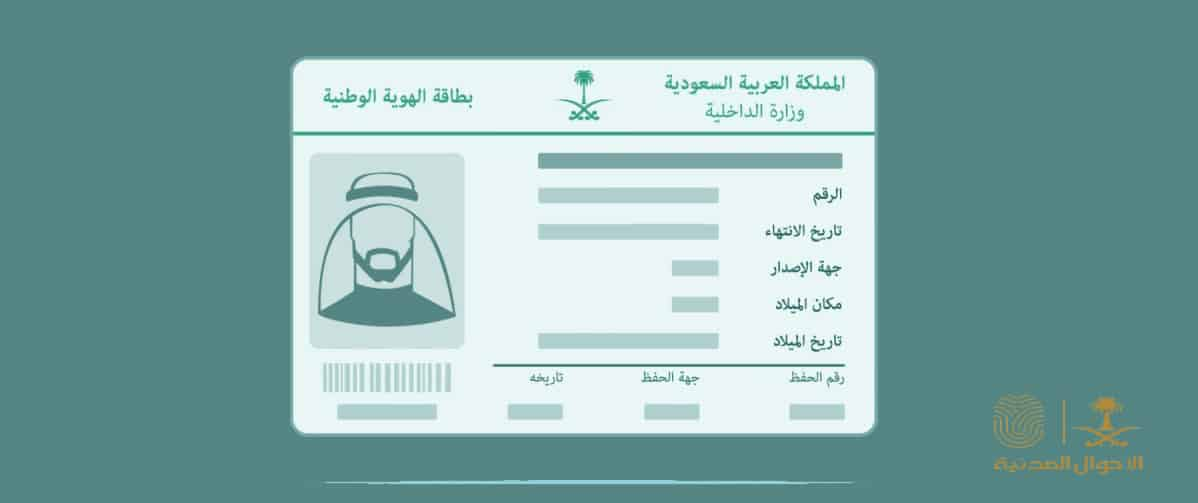 المملكة العربية السعودية
وزارة الداخلية
بطاقة الهوية الوطنية
الرقم
تاريخ الانتهاء
جهة الإصدار
مكان الميلاد
تاريخ الميلاد
رقم الحفظ جهة الحفظ تاريخه
الاحوال المدنية